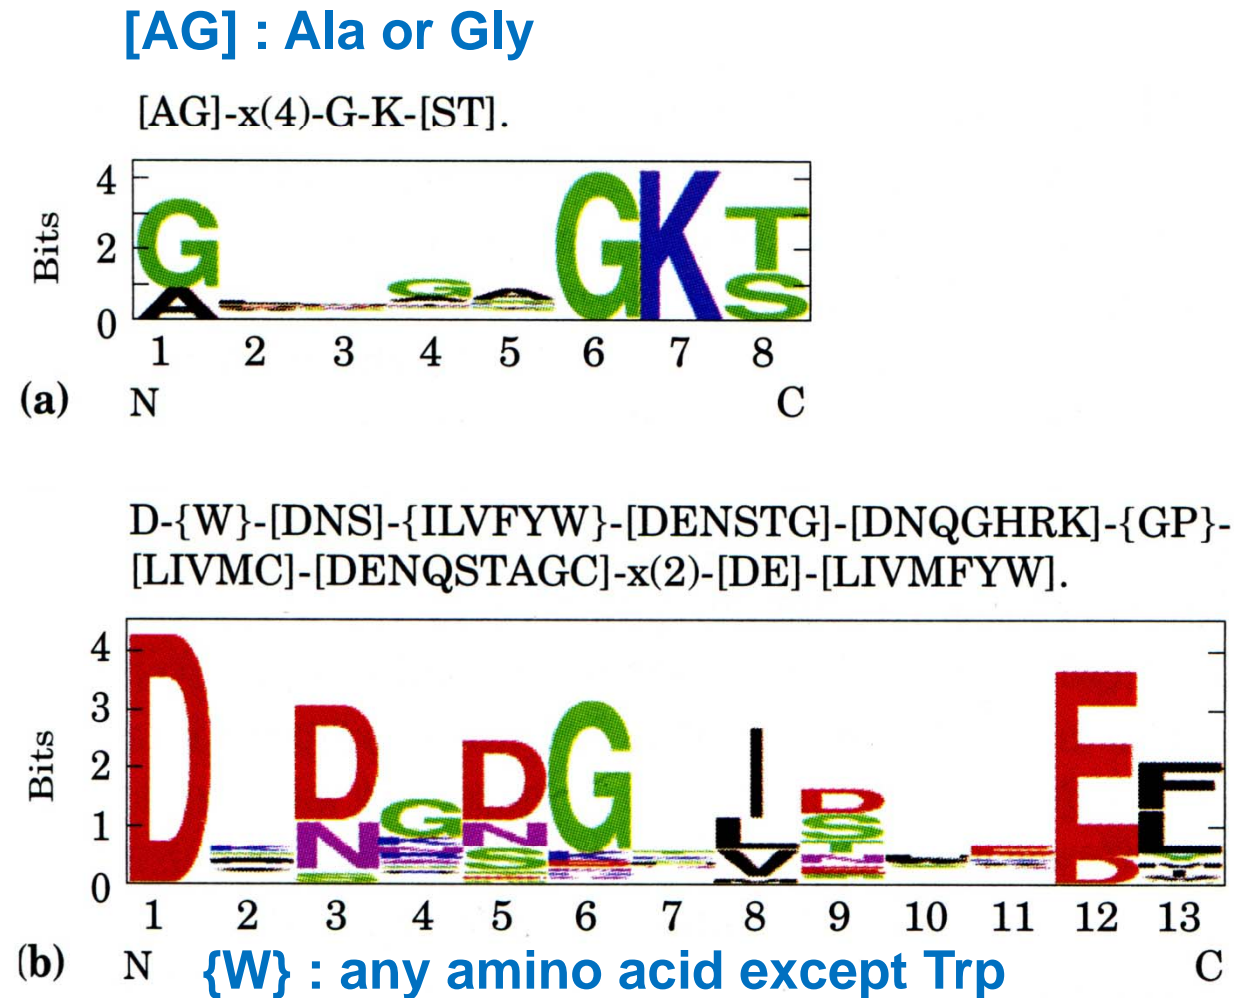 [AG] : Ala or Gly
[AG]-x(4)-G-K-[ST].
Bits
4
2
0
G
A
G
A
G
K
T
S
1 2 3 4 5 6 7 8
(a) N C
D-{W}-[DNS]-{ILVFYW}-[DENSTG]-[DNQGHRK]-{GP}-
[LIVMC]-[DENQSTAGC]-x(2)-[DE]-[LIVMFYW].
Bits
4
3
2
1
0
D
D
N
G
D
N
S
G
I
L
V
D
S
T
N
E
D
F
L
1 2 3 4 5 6 7 8 9 10 11 12 13
(b) N {W} : any amino acid except Trp C